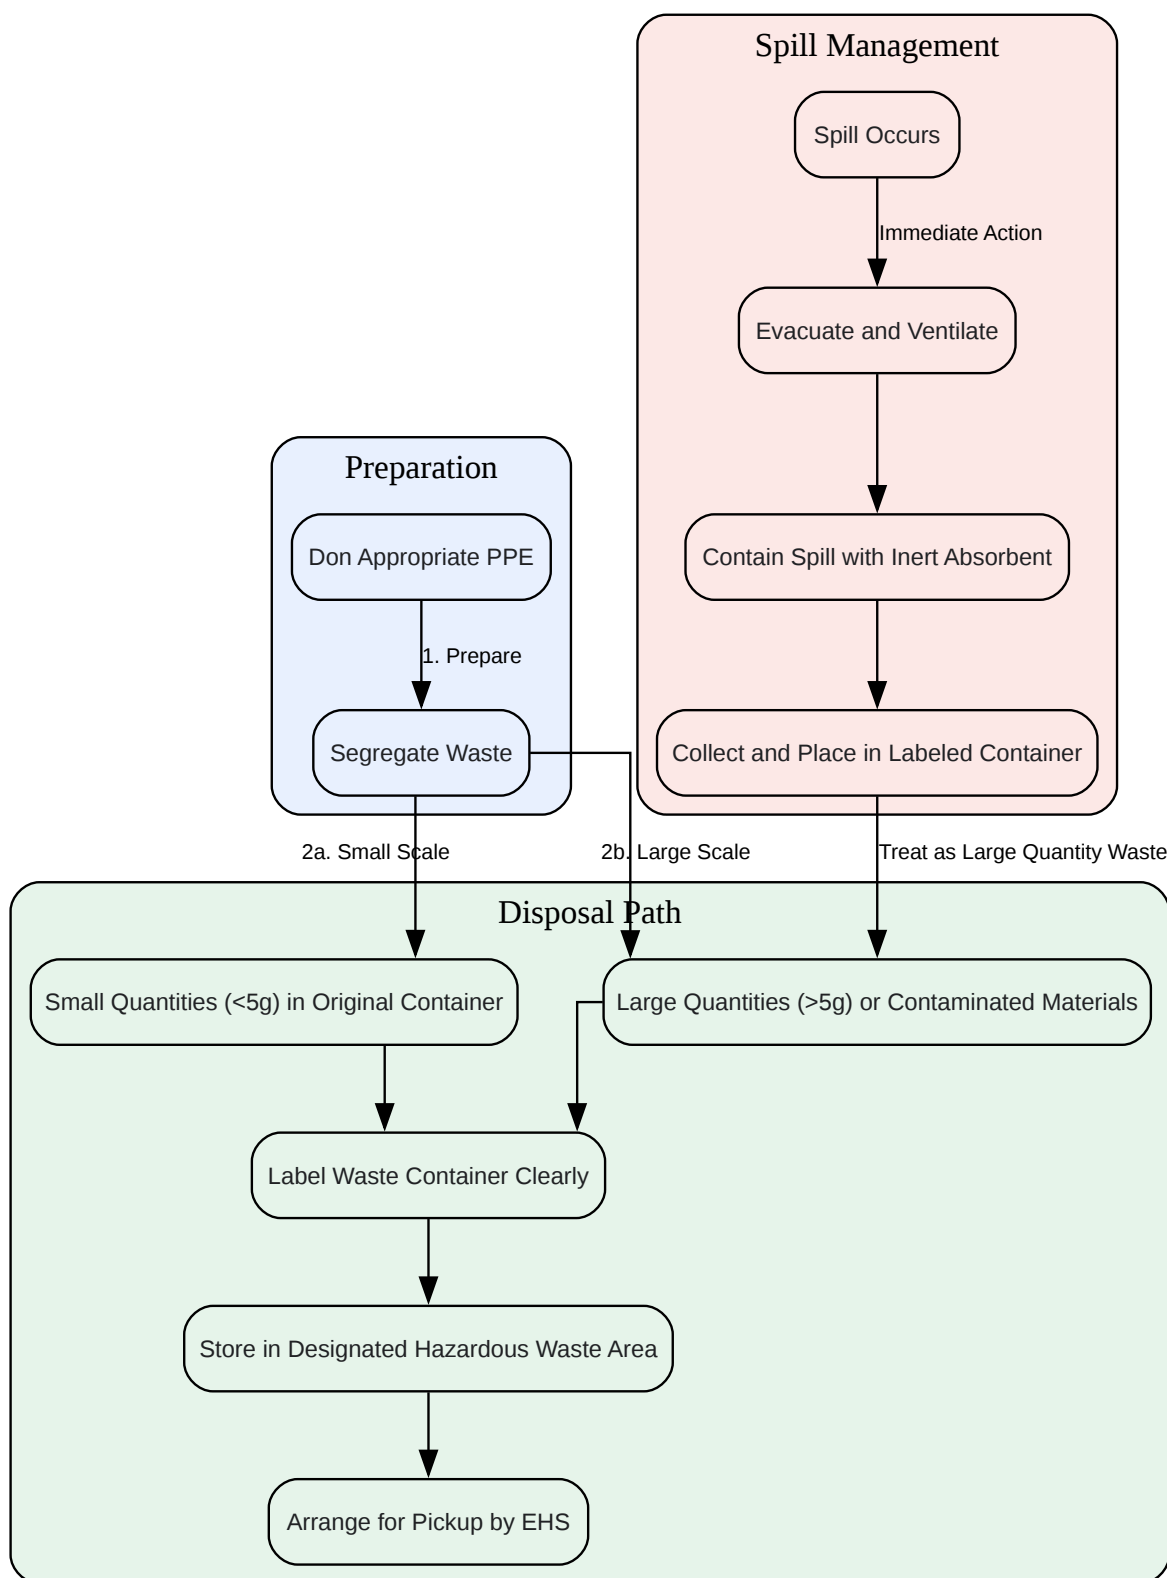 Spill Management
Spill Occurs
Immediate Action
Evacuate and Ventilate
Preparation
Don Appropriate PPE
Contain Spill with Inert Absorbent
1. Prepare
Segregate Waste
Collect and Place in Labeled Container
2a. Small Scale
2b. Large Scale
Treat as Large Quantity Waste
Disposal Path
Small Quantities (<5g) in Original Container
Large Quantities (>5g) or Contaminated Materials
Label Waste Container Clearly
Store in Designated Hazardous Waste Area
Arrange for Pickup by EHS